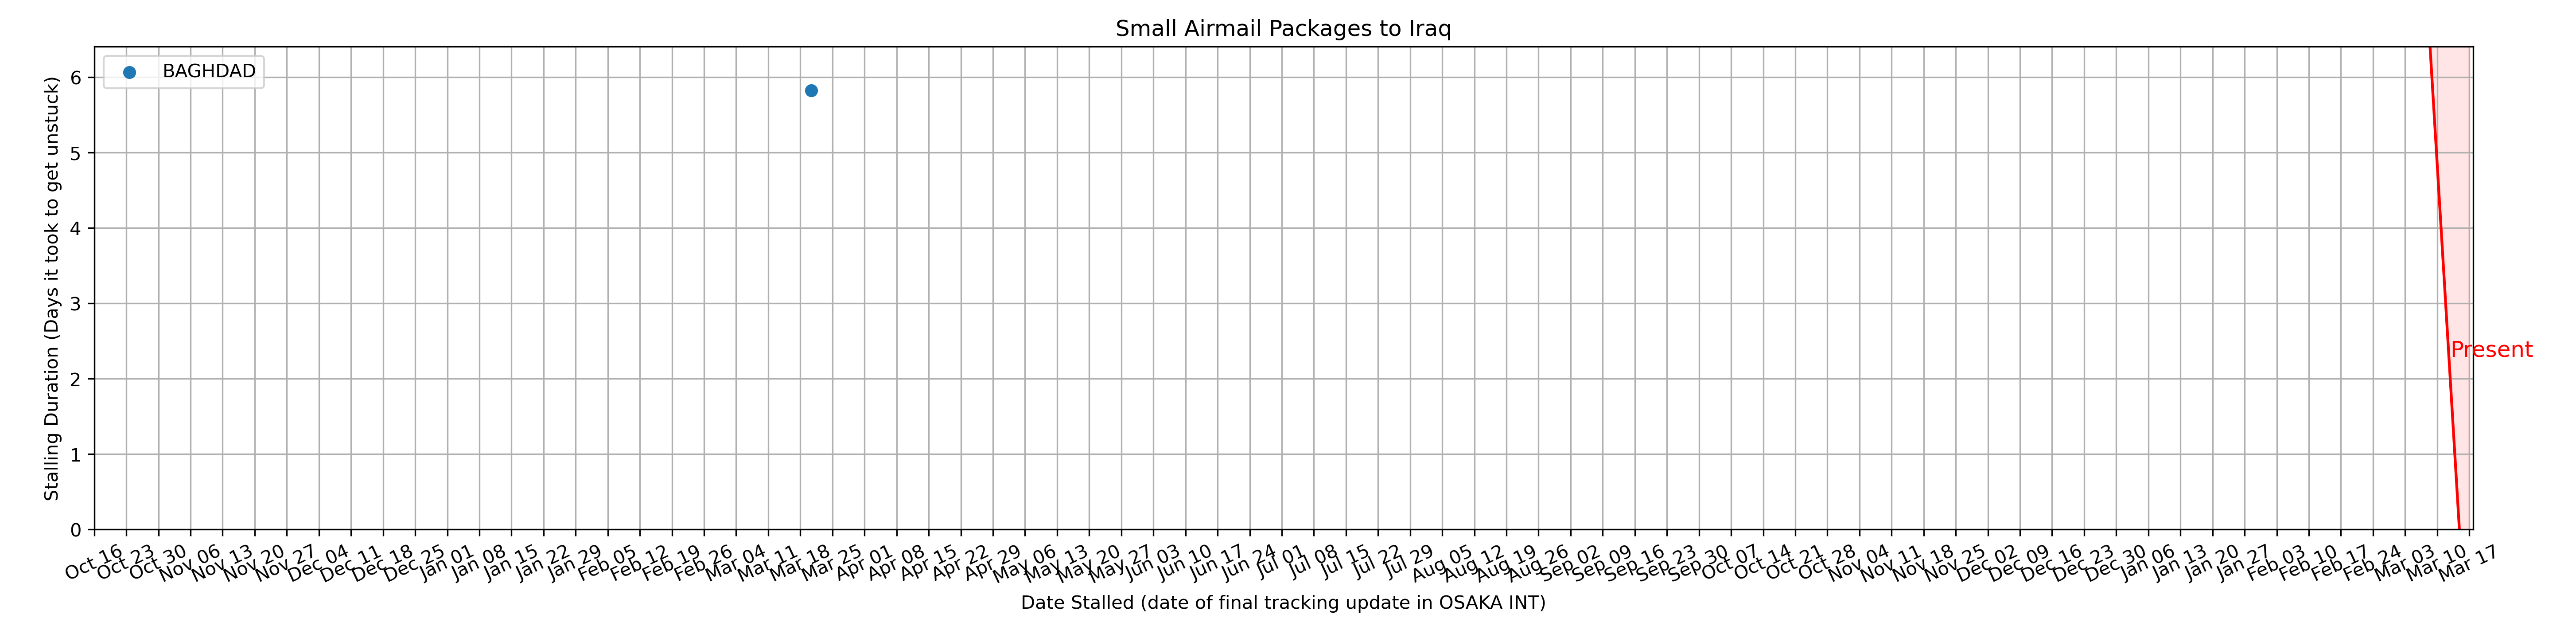 Small Airmail Packages to Iraq
BAGHDAD
Stalling Duration (Days it took to get unstuck)
6
5
4
3
2
1
0
Present
Oct 16 Oct 23 Oct 30 Nov 06 Nov 13 Nov 20 Nov 27 Dec 04 Dec 11 Dec 18 Dec 25 Jan 01 Jan 08 Jan 15 Jan 22 Jan 29 Feb 05 Feb 12 Feb 19 Feb 26 Mar 04 Mar 11 Mar 18 Mar 25 Apr 01 Apr 08 Apr 15 Apr 22 Apr 29 May 06 May 13 May 20 May 27 Jun 03 Jun 10 Jun 17 Jun 24 Jul 01 Jul 08 Jul 15 Jul 22 Jul 29 Aug 05 Aug 12 Aug 19 Aug 26 Sep 02 Sep 09 Sep 16 Sep 23 Sep 30 Oct 07 Oct 14 Oct 21 Oct 28 Nov 04 Nov 11 Nov 18 Nov 25 Dec 02 Dec 09 Dec 16 Dec 23 Dec 30 Jan 06 Jan 13 Jan 20 Jan 27 Feb 03 Feb 10 Feb 17 Feb 24 Mar 03 Mar 10 Mar 17
Date Stalled (date of final tracking update in OSAKA INT)